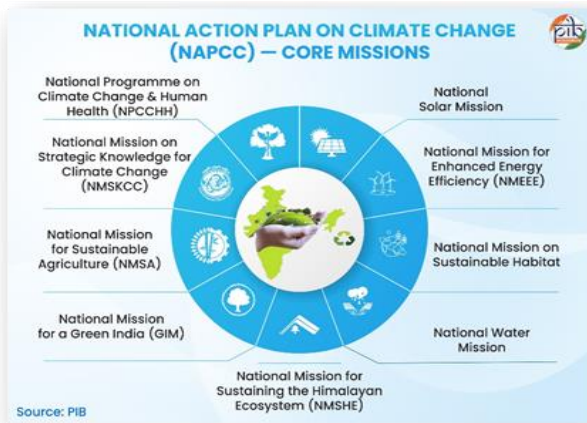 NATIONAL ACTION PLAN ON CLIMATE CHANGE
(NAPCC) — CORE MISSIONS
pib
National Programme on
Climate Change & Human
Health (NPCCHH)
National Mission on
Strategic Knowledge for
Climate Change
(NMSKCC)
National Mission
for Sustainable
Agriculture (NMSA)
National Mission
for a Green India (GIM)
National Mission for
Sustaining the Himalayan
Ecosystem (NMSHE)
National
Solar Mission
National Mission for
Enhanced Energy
Efficiency (NMEEE)
National Mission on
Sustainable Habitat
National Water
Mission
Source: PIB